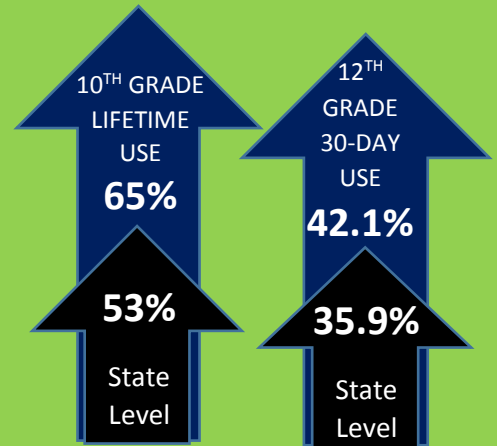 10TH GRADE
LIFETIME
USE
65%
53%
State
Level
12TH
GRADE
30-DAY
USE
42.1%
35.9%
State
Level